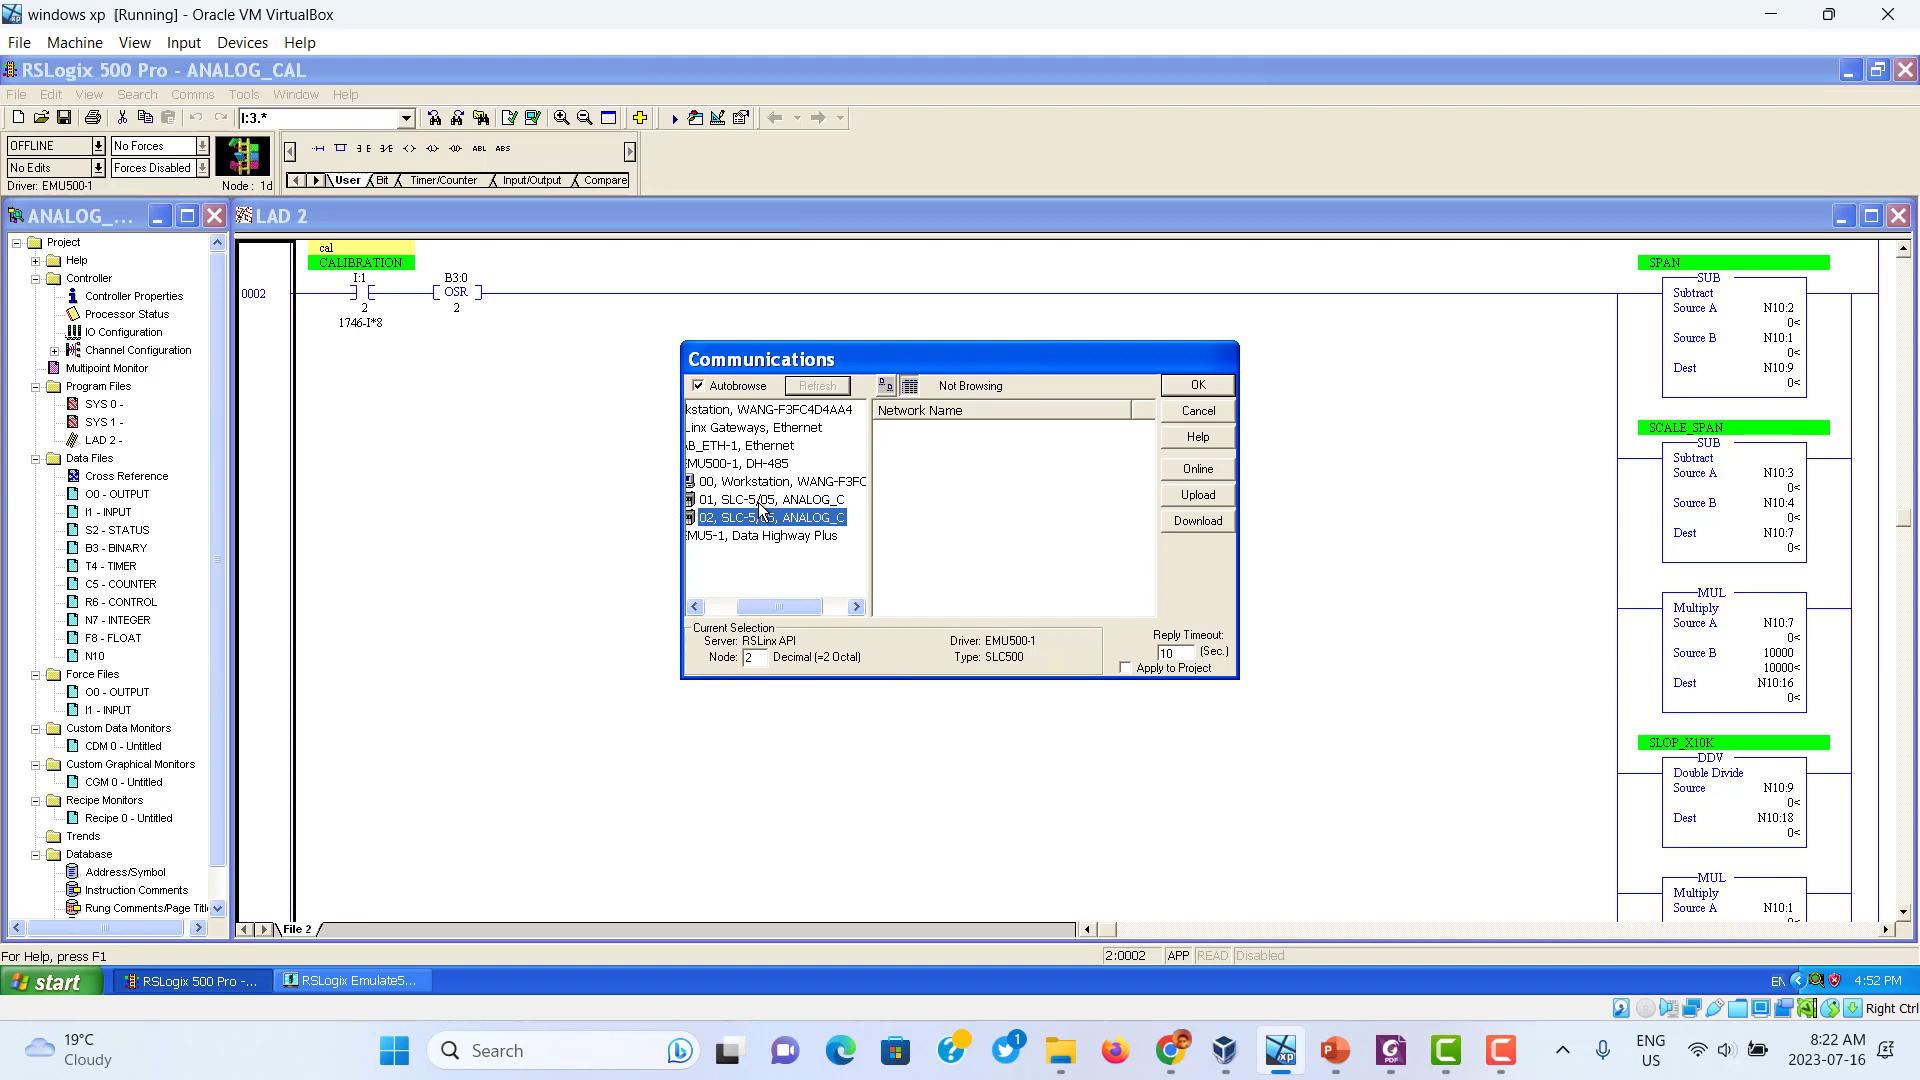 windows xp [Running] - Oracle VM VirtualBox
File Machine View Input Devices Help
RSLogix 500 Pro - ANALOG_CAL
File Edit View Search Comms Tools Window Help
I:3.*
OFFLINE No Forces
No Edits Forces Disabled
Driver: EMU500-1 Node : 1d
ABL ABS
User Bit Timer/Counter Input/Output Compare
ANALOG_...
Project
Help
Controller
Controller Properties
Processor Status
IO Configuration
Channel Configuration
Multipoint Monitor
Program Files
SYS 0 -
SYS 1 -
LAD 2 -
Data Files
Cross Reference
O0 - OUTPUT
I1 - INPUT
S2 - STATUS
B3 - BINARY
T4 - TIMER
C5 - COUNTER
R6 - CONTROL
N7 - INTEGER
F8 - FLOAT
N10
Force Files
O0 - OUTPUT
I1 - INPUT
Custom Data Monitors
CDM 0 - Untitled
Custom Graphical Monitors
CGM 0 - Untitled
Recipe Monitors
Recipe 0 - Untitled
Trends
Database
Address/Symbol
Instruction Comments
Rung Comments/Page Title
LAD 2
cal
CALIBRATION
I:1 B3:0
0002 OSR
2 2
1746-I*8
SPAN
SUB
Subtract
Source A N10:2
0<
Source B N10:1
0<
Dest N10:9
0<
SCALE_SPAN
SUB
Subtract
Source A N10:3
0<
Source B N10:4
0<
Dest N10:7
0<
MUL
Multiply
Source A N10:7
0<
Source B 10000
10000<
Dest N10:16
0<
SLOP_X10K
DDV
Double Divide
Source N10:9
0<
Dest N10:18
0<
MUL
Multiply
Source A N10:1
Communications
Autobrowse Refresh Not Browsing OK
kstation, WANG-F3FC4D4AA4
Linx Gateways, Ethernet
AB_ETH-1, Ethernet
EMU500-1, DH-485
00, Workstation, WANG-F3FC
01, SLC-5/05, ANALOG_C
02, SLC-5/05, ANALOG_C
EMU5-1, Data Highway Plus
Network Name
Cancel
Help
Online
Upload
Download
Current Selection
Server: RSLinx API Driver: EMU500-1
Node: 2 Decimal (=2 Octal) Type: SLC500
Reply Timeout:
10 (Sec.)
Apply to Project
File 2
For Help, press F1 2:0002 APP READ Disabled
start RSLogix 500 Pro -... RSLogix Emulate5... EN 4:52 PM
Right Ctrl
19°C
Cloudy
Search
1
ENG
US
8:22 AM
2023-07-16